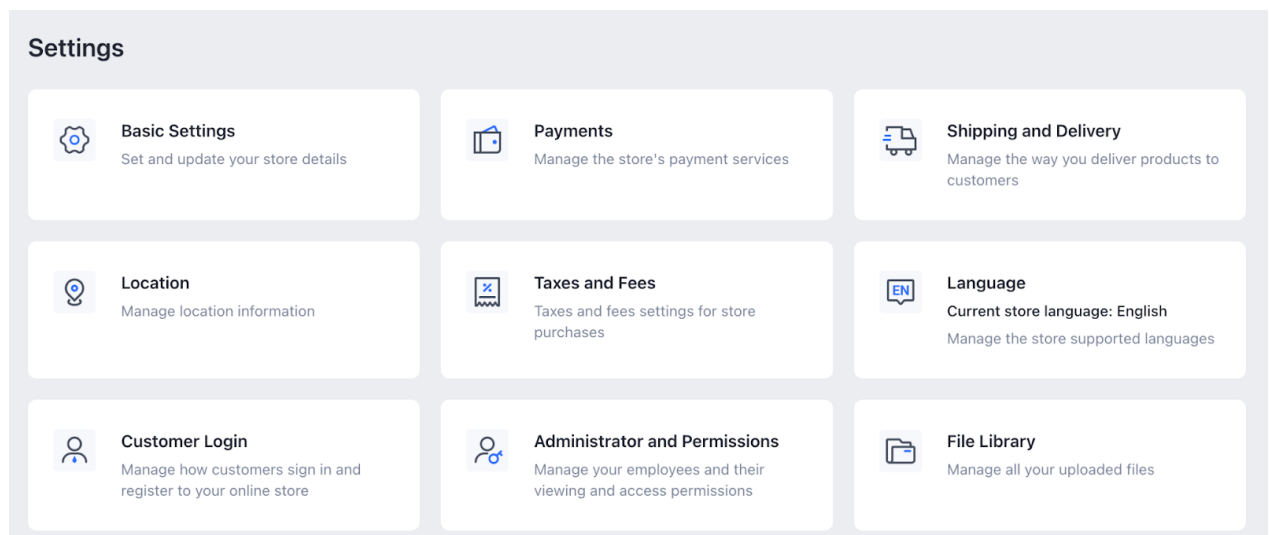 Settings
Basic Settings
Set and update your store details
Payments
Manage the store's payment services
Shipping and Delivery
Manage the way you deliver products to
customers
Location
Manage location information
Taxes and Fees
Taxes and fees settings for store
purchases
EN
Language
Current store language: English
Manage the store supported languages
Customer Login
Manage how customers sign in and
register to your online store
Administrator and Permissions
Manage your employees and their
viewing and access permissions
File Library
Manage all your uploaded files